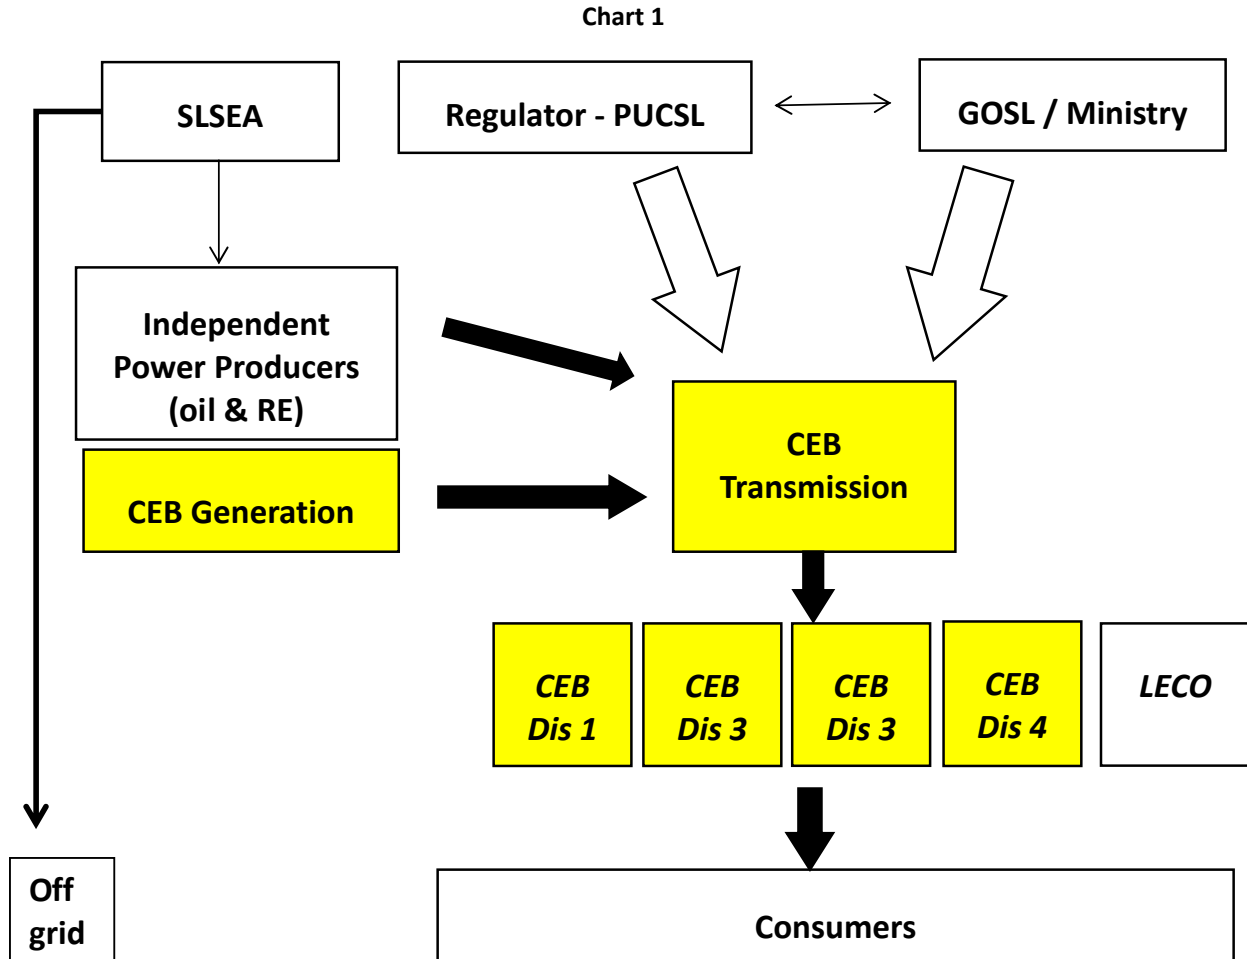 Chart 1
SLSEA
Regulator - PUCSL
GOSL / Ministry
Independent
Power Producers
(oil & RE)
CEB Generation
CEB
Transmission
CEB
Dis 1
CEB
Dis 3
CEB
Dis 3
CEB
Dis 4
LECO
Off
grid
Consumers